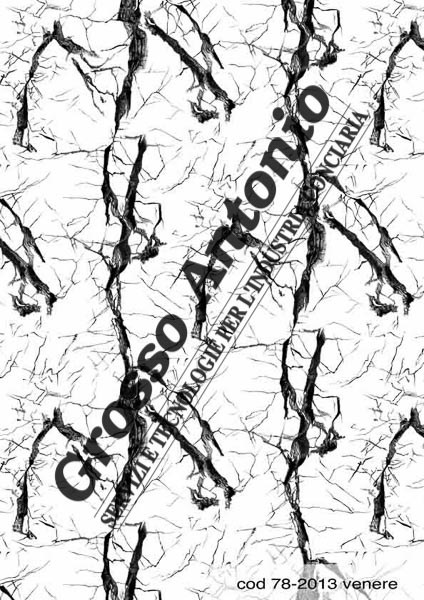 Grosso Antonio
SERVIZI E TECNOLOGIE PER L'INDUSTRIA CONCIARIA
cod 78-2013 venere